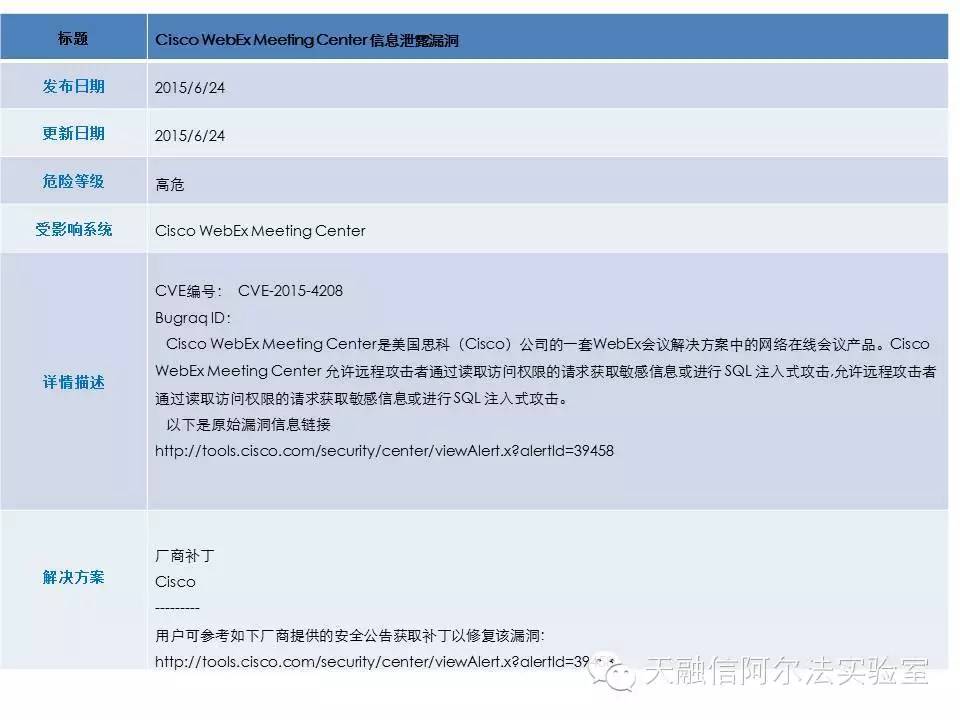 标题
Cisco WebEx Meeting Center信息泄露漏洞
发布日期
2015/6/24
更新日期
2015/6/24
危险等级
高危
受影响系统
Cisco WebEx Meeting Center
详情描述
CVE编号： CVE-2015-4208
Bugraq ID：
Cisco WebEx Meeting Center是美国思科（Cisco）公司的一套WebEx会议解决方案中的网络在线会议产品。Cisco
WebEx Meeting Center 允许远程攻击者通过读取访问权限的请求获取敏感信息或进行 SQL 注入式攻击,允许远程攻击者
通过读取访问权限的请求获取敏感信息或进行 SQL 注入式攻击。
以下是原始漏洞信息链接
http://tools.cisco.com/security/center/viewAlert.x?alertId=39458
解决方案
厂商补丁
Cisco
---------
用户可参考如下厂商提供的安全公告获取补丁以修复该漏洞：
http://tools.cisco.com/security/center/viewAlert.x?alertId=39
天融信阿尔法实验室